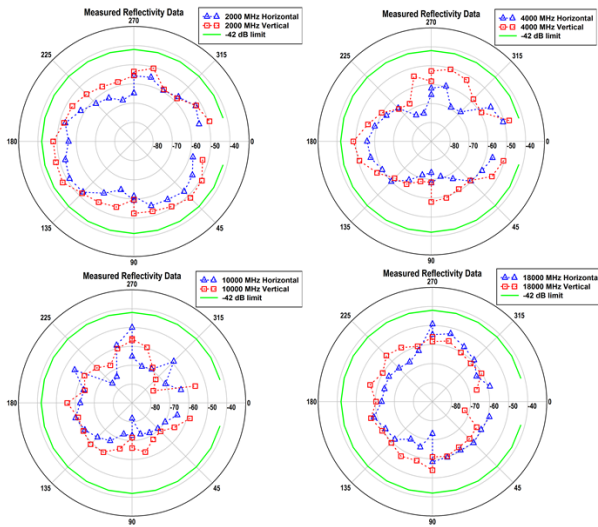 Measured Reflectivity Data
270
2000 MHz Horizontal
2000 MHz Vertical
-42 dB limit
225
315
180
-80 -70 -60 -50 -40 0
135
45
90
Measured Reflectivity Data
270
4000 MHz Horizontal
4000 MHz Vertical
-42 dB limit
225
315
180
-80 -70 -60 -50 -40 0
135
45
90
Measured Reflectivity Data
270
10000 MHz Horizontal
10000 MHz Vertical
-42 dB limit
225
315
180
-80 -70 -60 -50 -40 0
135
45
90
Measured Reflectivity Data
270
18000 MHz Horizontal
18000 MHz Vertical
-42 dB limit
225
315
180
-80 -70 -60 -50 -40 0
135
45
90